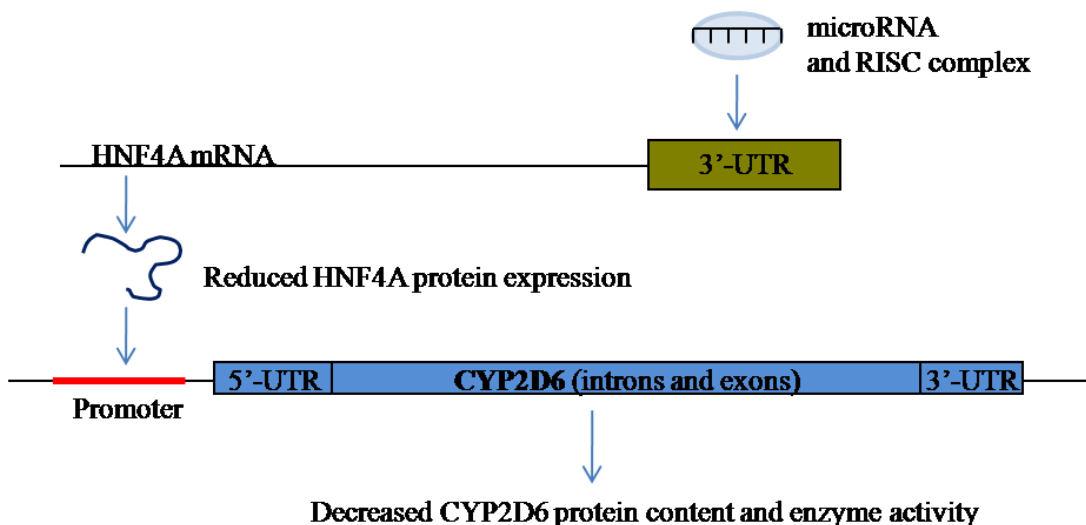 microRNA
and RISC complex
HNF4A mRNA
3’-UTR
Reduced HNF4A protein expression
5’-UTR CYP2D6 (introns and exons) 3’-UTR
Promoter
Decreased CYP2D6 protein content and enzyme activity